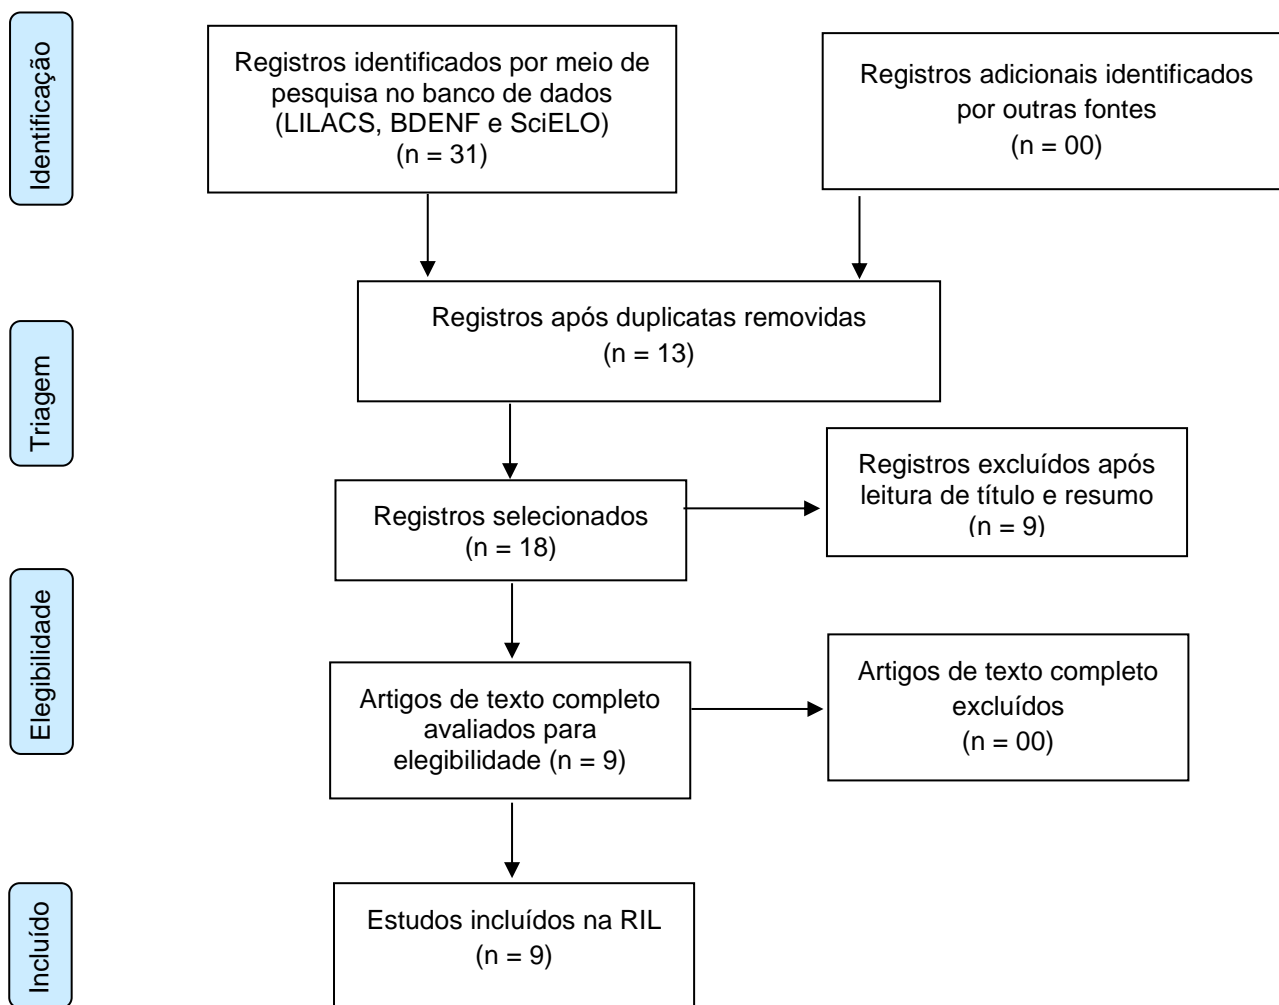 Identificação
Registros identificados por meio de
pesquisa no banco de dados
(LILACS, BDENF e SciELO)
(n = 31)
Registros adicionais identificados
por outras fontes
(n = 00)
Triagem
Registros após duplicatas removidas
(n = 13)
Registros selecionados
(n = 18)
Registros excluídos após
leitura de título e resumo
(n = 9)
Elegibilidade
Artigos de texto completo
avaliados para
elegibilidade (n = 9)
Artigos de texto completo
excluídos
(n = 00)
Incluído
Estudos incluídos na RIL
(n = 9)